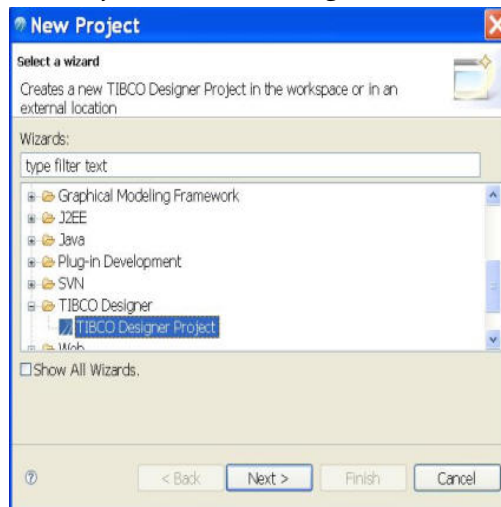 New Project
Select a wizard
Creates a new TIBCO Designer Project in the workspace or in an
external location
Wizards:
type filter text
Graphical Modeling Framework
J2EE
Java
Plug-in Development
SVN
TIBCO Designer
TIBCO Designer Project
Web
Show All Wizards.
?
< Back Next > Finish Cancel